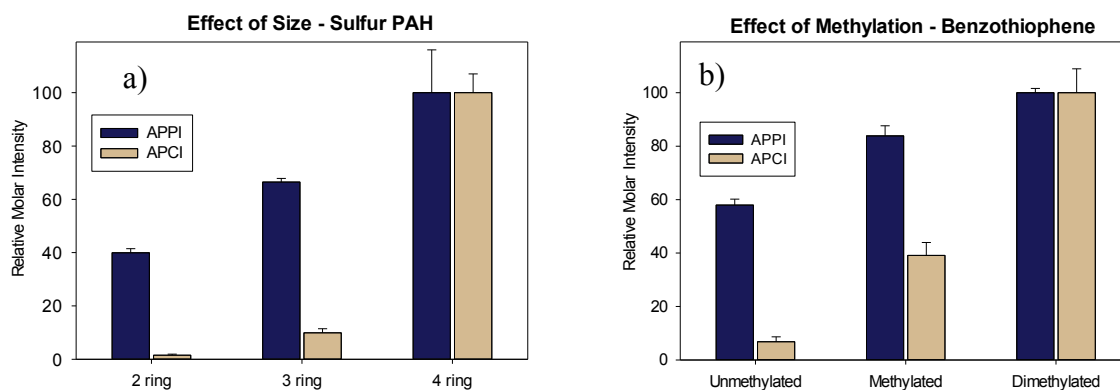 Effect of Size - Sulfur PAH
a)
Relative Molar Intensity
100
80
60
40
20
0
APPI
APCI
2 ring
3 ring
4 ring
Effect of Methylation - Benzothiophene
b)
Relative Molar Intensity
100
80
60
40
20
0
APPI
APCI
Unmethylated
Methylated
Dimethylated